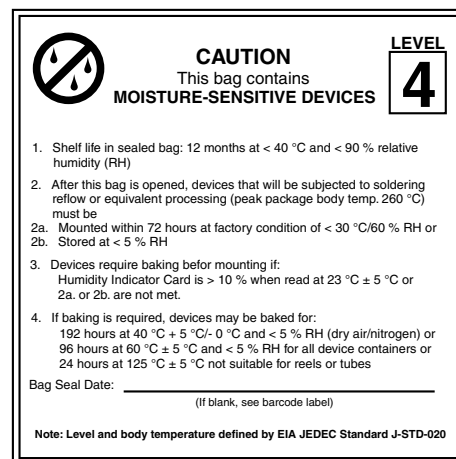 LEVEL
CAUTION
This bag contains
MOISTURE-SENSITIVE DEVICES
4
1. Shelf life in sealed bag: 12 months at < 40 °C and < 90 % relative
humidity (RH)
2. After this bag is opened, devices that will be subjected to soldering
reflow or equivalent processing (peak package body temp. 260 °C)
must be
2a. Mounted within 72 hours at factory condition of < 30 °C/60 % RH or
2b. Stored at < 5 % RH
3. Devices require baking befor mounting if:
Humidity Indicator Card is > 10 % when read at 23 °C ± 5 °C or
2a. or 2b. are not met.
4. If baking is required, devices may be baked for:
192 hours at 40 °C + 5 °C/- 0 °C and < 5 % RH (dry air/nitrogen) or
96 hours at 60 °C ± 5 °C and < 5 % RH for all device containers or
24 hours at 125 °C ± 5 °C not suitable for reels or tubes
Bag Seal Date:
(If blank, see barcode label)
Note: Level and body temperature defined by EIA JEDEC Standard J-STD-020